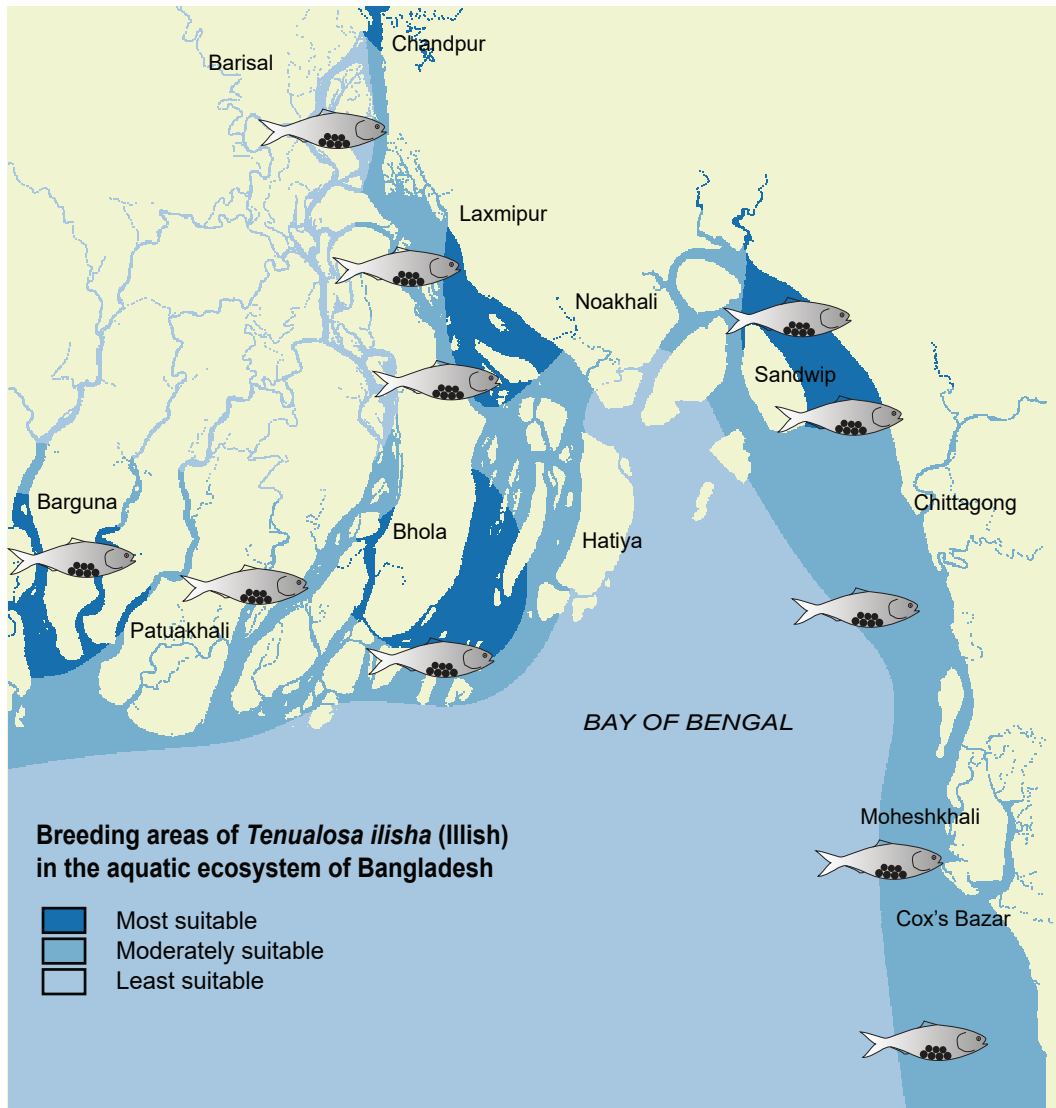 Chandpur
Barisal
Laxmipur
Noakhali
Sandwip
Barguna
Chittagong
Bhola
Hatiya
Patuakhali
BAY OF BENGAL
Moheshkhali
Cox's Bazar
Breeding areas of Tenualosa ilisha (Illish)
in the aquatic ecosystem of Bangladesh
Most suitable
Moderately suitable
Least suitable